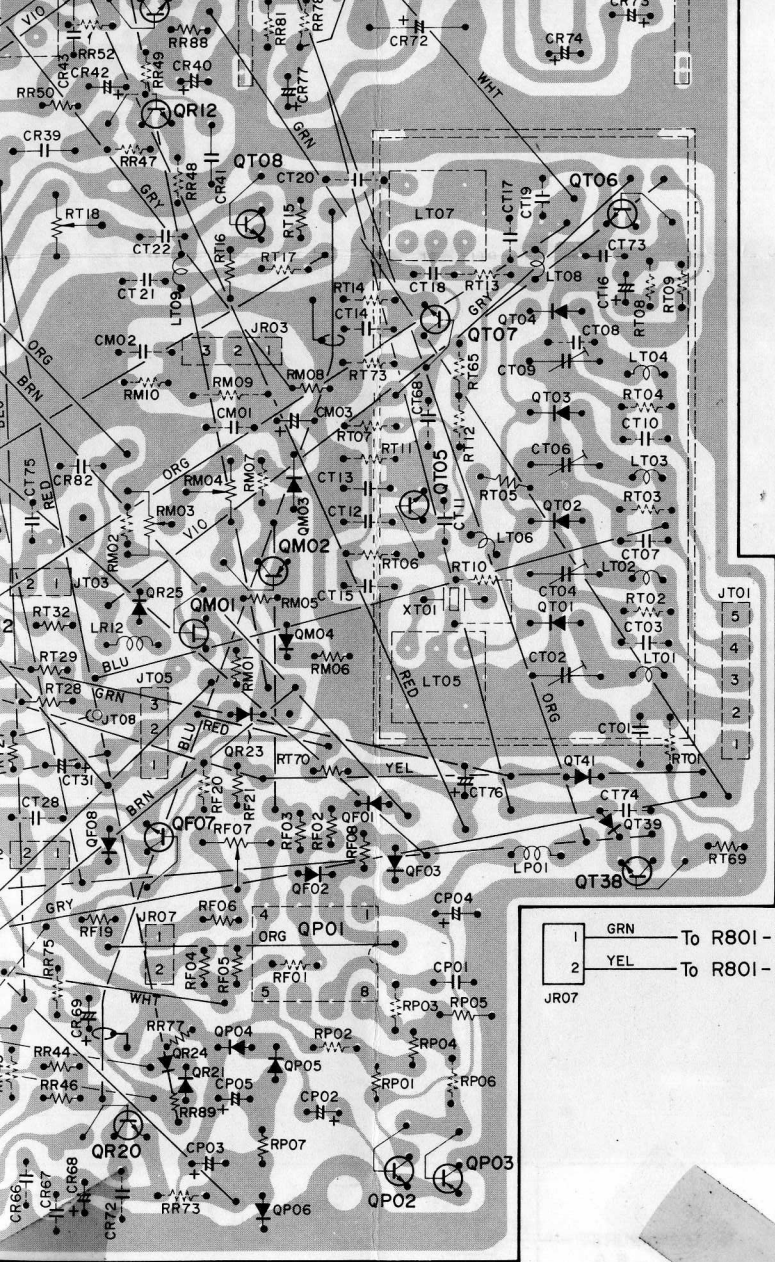 VIO
CR43
RR52
RR88
RR81
RR78
CR72
CR73
CR74
CR42
RR49
CR40
CR77
WHT
RR50
QR12
CR39
RR47
GRN
RR48
CR41
QT08
CT20
GRY
RT18
RT15
LT07
CT17
CT19
QT06
CT22
RT16
RT17
CT73
CT21
LT09
RT14
CT18
RT13
LT08
CT16
RT08
RT09
GRY
CT14
QT04
QT07
CT08
CM02
JR03
3 2 1
ORG
BRN
RM08
RT73
RT65
CT09
LT04
RM10
RM09
CT68
QT03
RT04
CM01
CM03
RT07
RT12
CT10
BLU
ORG
RT11
CT06
LT03
CT75
RED
CR82
RM04
RM07
CT13
QT05
RT05
RT03
RM02
RM03
VIO
QM03
CT12
CT11
QT02
QM02
LT06
CT07
RT06
RT10
LT02
2 1
JT03
QR25
RM05
CT15
XT01
CT04
QT01
RT02
JT01
5
4
3
2
1
2
RT32
QM01
LR12
QM04
CT03
RT29
BLU
RM01
RM06
LT05
CT02
LT01
RT28
GRN
JT05
3
2
1
RED
JT08
BLU
RED
ORG
CT01
RT01
QR23
CT31
RT70
YEL
CT76
QT41
BRN
RF20
RF21
QF01
CT28
CT74
QF08
QF07
RF07
RF03
RF02
RF08
QT39
2 1
QF03
LP01
RT69
QF02
QT38
GRY
RF19
JR07
1
2
RF06
4 1
ORG
QP01
5 8
CP04
1 GRN To R801-
2 YEL To R801-
JR07
RR75
RF04
RF05
RF01
CP01
WHT
RP03
RP05
CR69
RR77
QP04
RP02
RP04
RR44
QR24
QR21
QP05
RP01
RP06
RR46
CP05
CP02
RR89
QR20
RP07
CP03
QP03
QP02
CR66
CR67
CR68
CR72
RR73
QP06